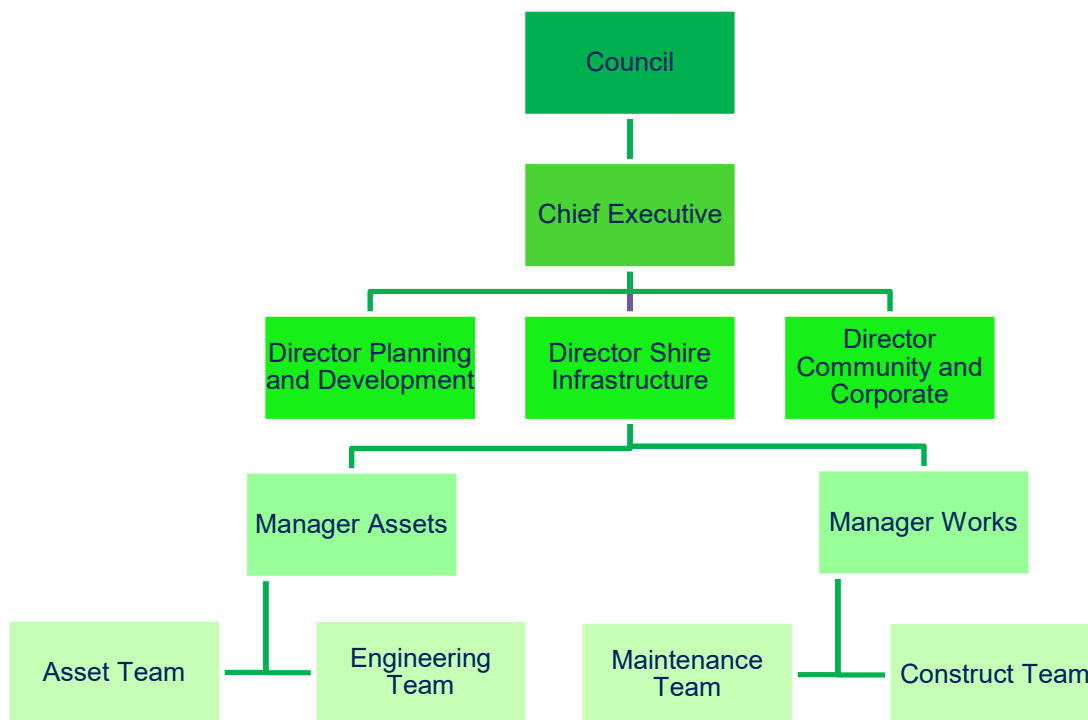 Council
Chief Executive
Director Planning
and Development
Director Shire
Infrastructure
Director
Community and
Corporate
Manager Assets
Manager Works
Asset Team
Engineering
Team
Maintenance
Team
Construct Team